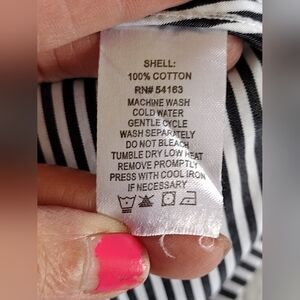 SHELL:
100% COTTON
RN# 54163
MACHINE WASH
COLD WATER
GENTLE CYCLE
WASH SEPARATELY
DO NOT BLEACH
TUMBLE DRY LOW HEAT
REMOVE PROMPTLY
PRESS WITH COOL IRON
IF NECESSARY